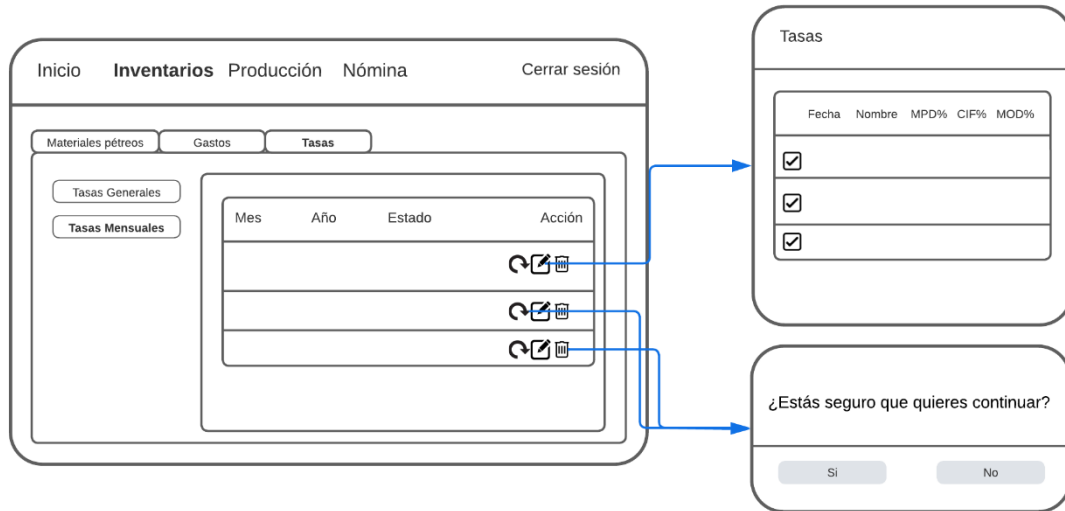 Inicio Inventarios Producción Nómina Cerrar sesión
Materiales pétreos Gastos Tasas
Tasas Generales
Tasas Mensuales
Mes Año Estado Acción
Tasas
Fecha Nombre MPD% CIF% MOD%
¿Estás seguro que quieres continuar?
Si No